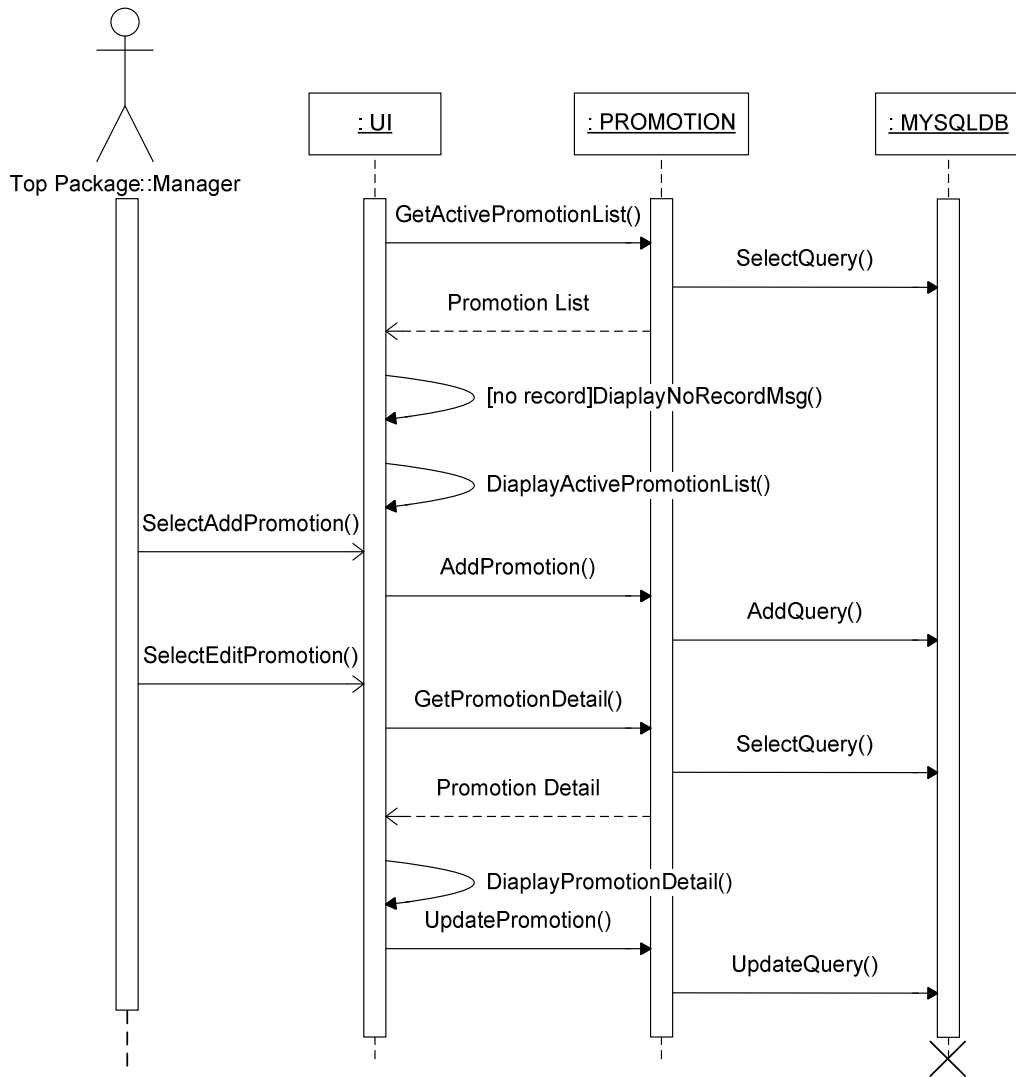 : UI
: PROMOTION
: MYSQLDB
Top Package::Manager
GetActivePromotionList()
SelectQuery()
Promotion List
[no record]DiaplayNoRecordMsg()
DiaplayActivePromotionList()
SelectAddPromotion()
AddPromotion()
AddQuery()
SelectEditPromotion()
GetPromotionDetail()
SelectQuery()
Promotion Detail
DiaplayPromotionDetail()
UpdatePromotion()
UpdateQuery()